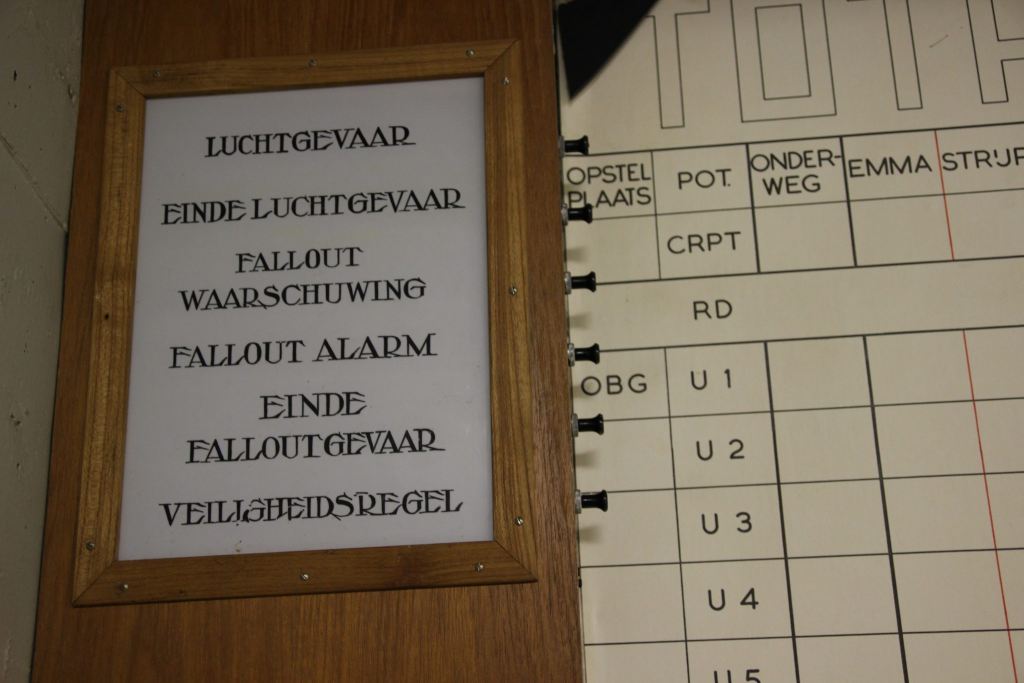 LUCHTGEVAAR
EINDE LUCHTGEVAAR
FALLOUT
WAARSCHUWING
FALLOUT ALARM
EINDE
FALLOUTGEVAAR
VEILIGHEIDSREGEL
OPSTEL PLAATS
POT.
ONDER-
WEG
EMMA
CRPT
RD
OBG
U 1
U 2
U 3
U 4
U 5